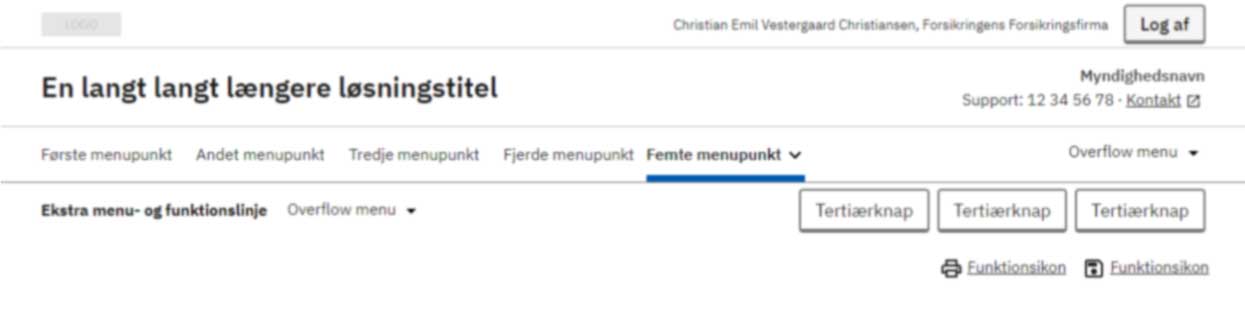 LOGO
Christian Emil Vestergaard Christiansen, Forsikringens Forsikringsfirma
Log af
En langt langt længere løsningstitel
Myndighedsnavn
Support: 12 34 56 78 · Kontakt
Første menupunkt Andet menupunkt Tredje menupunkt Fjerde menupunkt Femte menupunkt Overflow menu
Ekstra menu- og funktionslinje Overflow menu Tertiærknap Tertiærknap Tertiærknap
Funktionsikon Funktionsikon